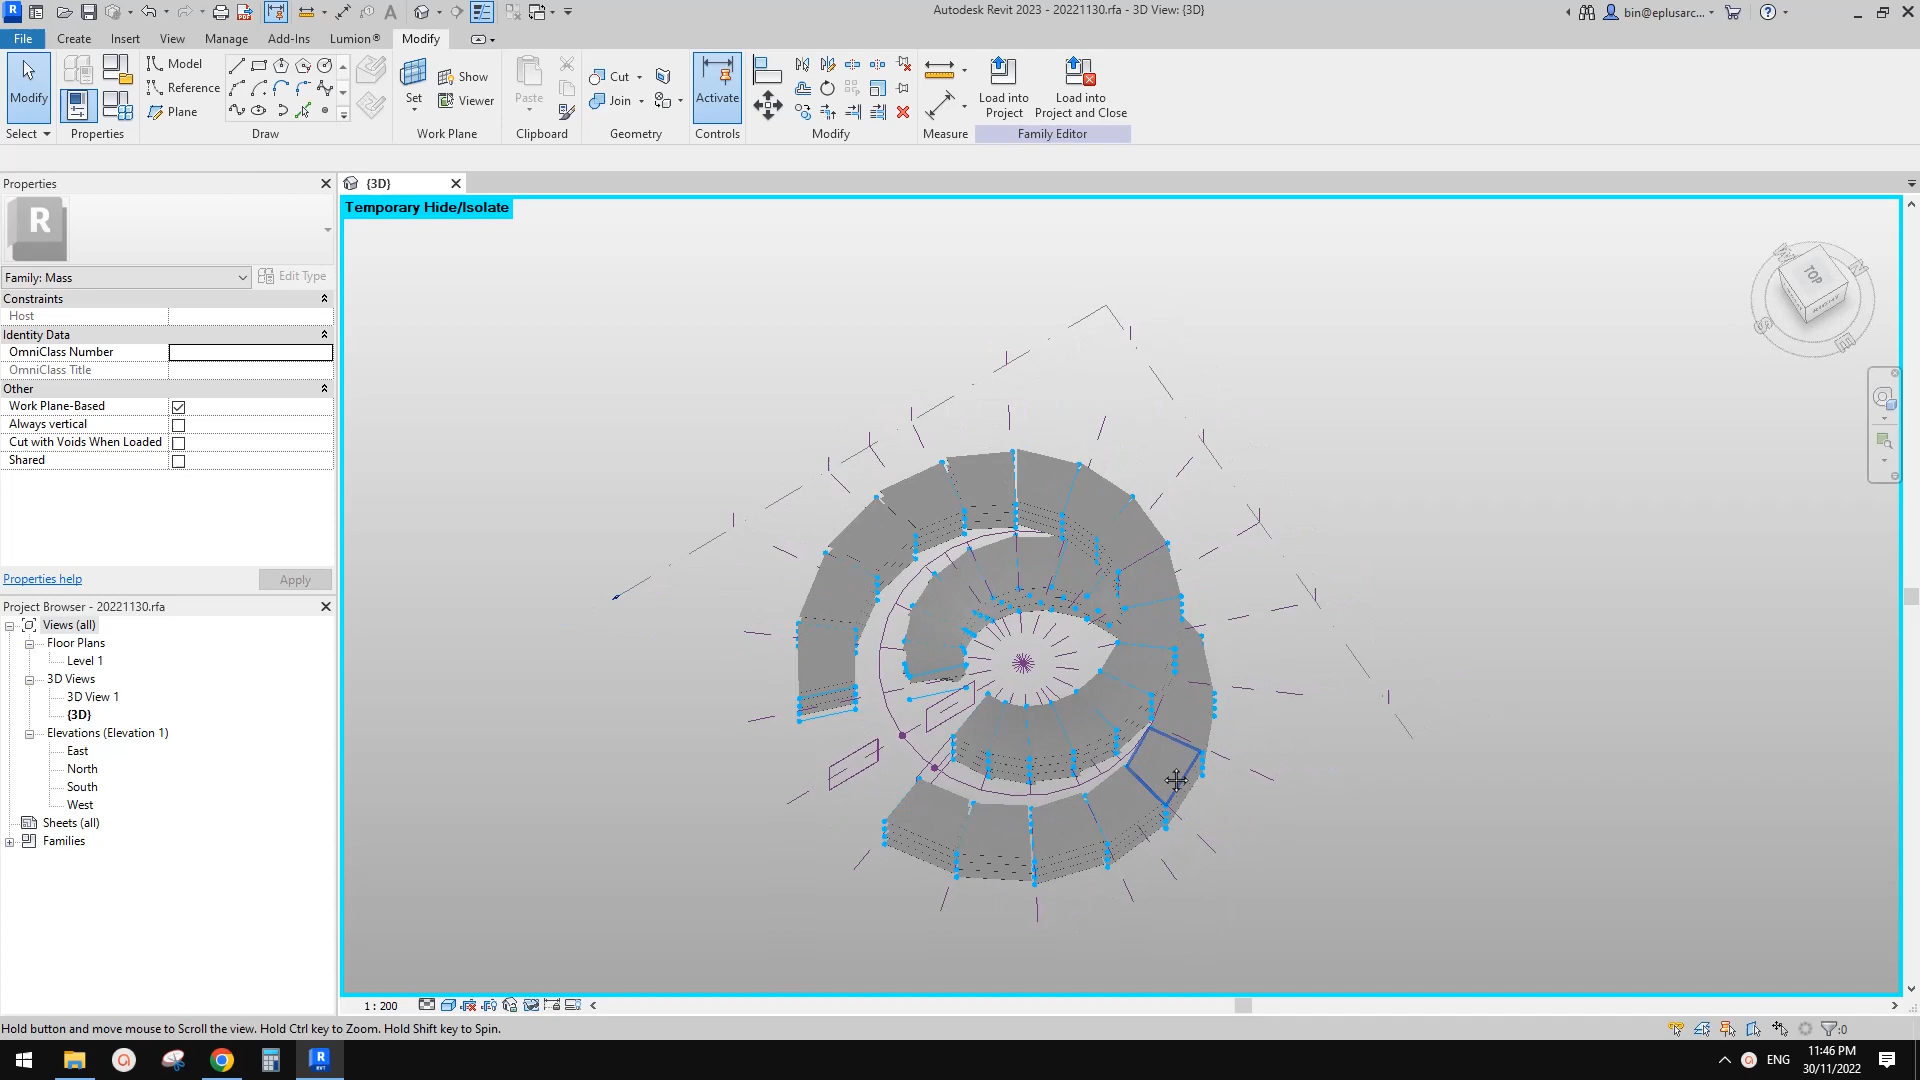 Autodesk Revit 2023 - 20221130.rfa - 3D View: {3D}
bin@eplusarc...
File
Create
Insert
View
Manage
Add-Ins
Lumion®
Modify
Modify
Model
Reference
Plane
Set
Show
Viewer
Paste
Cut
Join
Activate
Load into
Project
Load into
Project and Close
Select
Properties
Draw
Work Plane
Clipboard
Geometry
Controls
Modify
Measure
Family Editor
Properties
{3D}
R
Temporary Hide/Isolate
Family: Mass
Edit Type
Constraints
Host
Identity Data
OmniClass Number
OmniClass Title
Other
Work Plane-Based
Always vertical
Cut with Voids When Loaded
Shared
Properties help
Apply
Project Browser - 20221130.rfa
Views (all)
Floor Plans
Level 1
3D Views
3D View 1
{3D}
Elevations (Elevation 1)
East
North
South
West
Sheets (all)
Families
TOP
W
N
S
E
1 : 200
Hold button and move mouse to Scroll the view. Hold Ctrl key to Zoom. Hold Shift key to Spin.
:0
ENG
11:46 PM
30/11/2022